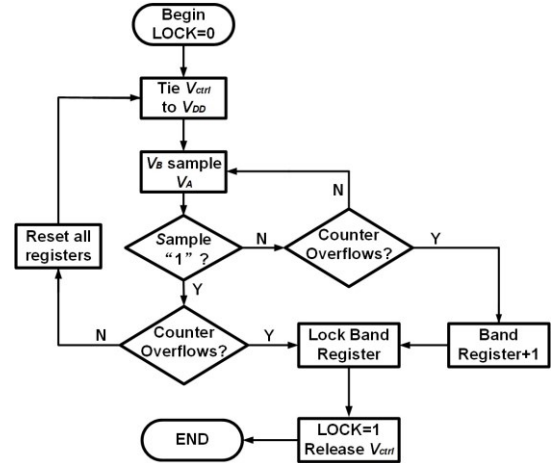 Begin
LOCK=0
Tie Vctrl
to VDD
VB sample
VA
N
Reset all
registers
Sample
“1” ?
N
Counter
Overflows?
Y
Y
N
Counter
Overflows?
Y
Lock Band
Register
Band
Register+1
END
LOCK=1
Release Vctrl